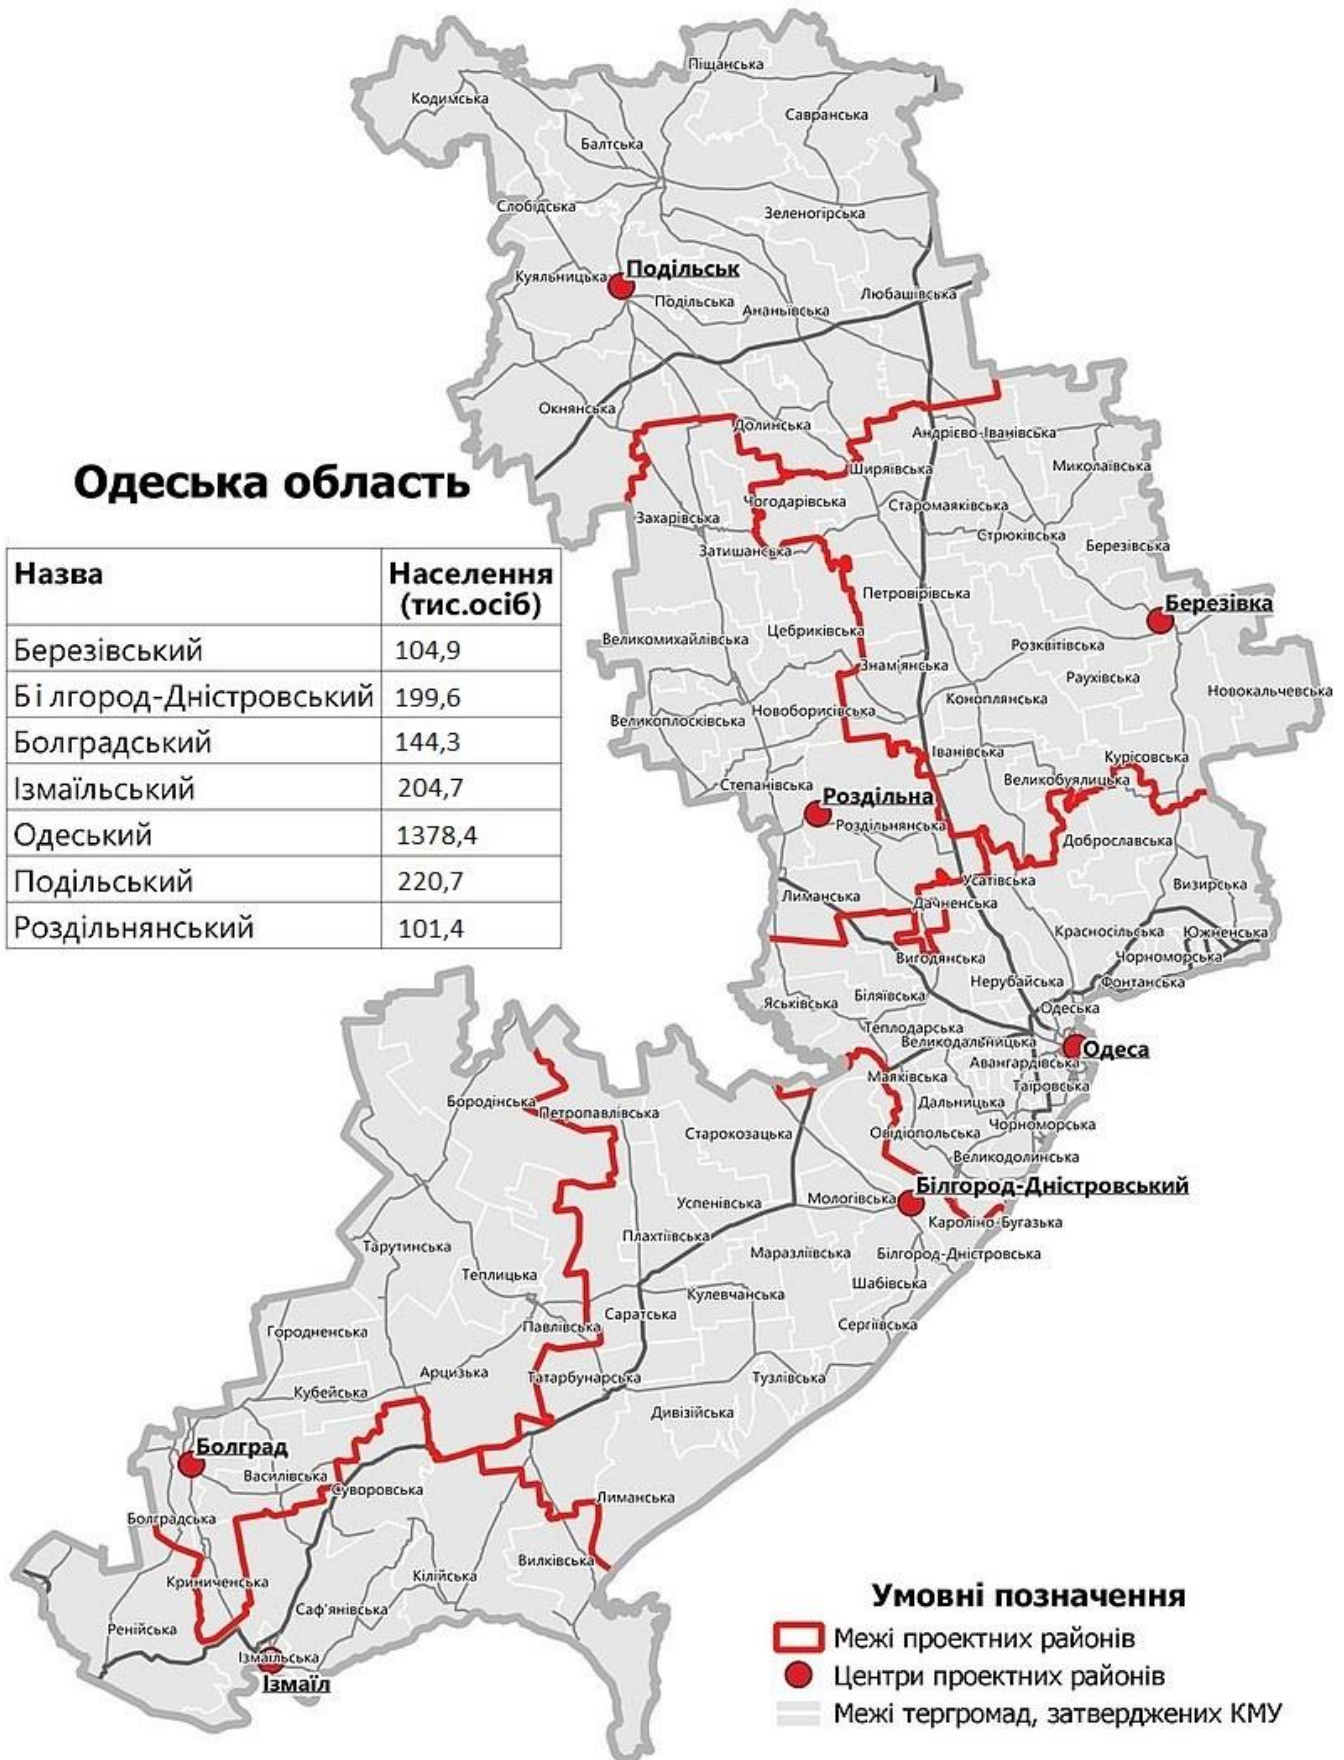 Піщанська
Кодимська
Савранська
Балтська
Слобідська
Зеленогірська
Подільськ
Куяльницька
Любашівська
Подільська
Ананьївська
Окнянська
Долинська
Андрієво-Іванівська
Ширяївська
Миколаївська
Одеська область
Чогодарівська
Старомаяківська
Захарівська
Стрюківська
Березівська
Затишанська
Назва Населення
(тис.осіб)
Березівський 104,9
Бі лгород-Дністровський 199,6
Болградський 144,3
Ізмаїльський 204,7
Одеський 1378,4
Подільський 220,7
Роздільнянський 101,4
Петровірівська
Березівка
Цебриківська
Великомихайлівська
Розквітівська
Знам'янська
Раухівська
Новокальчевська
Коноплянська
Новоборисівська
Великоплосківська
Іванівська
Курісовська
Великобуялицька
Степанівська
Роздільна
Роздільнянська
Доброславська
Усатівська
Визирська
Лиманська
Дачненська
Красносільська
Южненська
Вигодянська
Чорноморська
Нерубайська
Фонтанська
Біляївська
Яськівська
Одеська
Теплодарська
Великодальницька
Одеса
Авангардівська
Маяківська
Таїровська
Дальницька
Бородінська
Петропавлівська
Чорноморська
Старокозацька
Овідіопольська
Великодолинська
Білгород-Дністровський
Мологівська
Успенівська
Кароліно-Бугазька
Плахтіївська
Тарутинська
Маразліївська
Білгород-Дністровська
Теплицька
Шабівська
Кулевчанська
Саратська
Сергіївська
Павлівська
Городненська
Арцизька
Татарбунарська
Тузлівська
Кубейська
Дивізійська
Болград
Василівська
Суворовська
Лиманська
Болградська
Вилківська
Криниченська
Кілійська
Саф'янівська
Ренійська
Ізмаїльська
Ізмаїл
Умовні позначення
Межі проектних районів
Центри проектних районів
Межі тергромад, затверджених КМУ